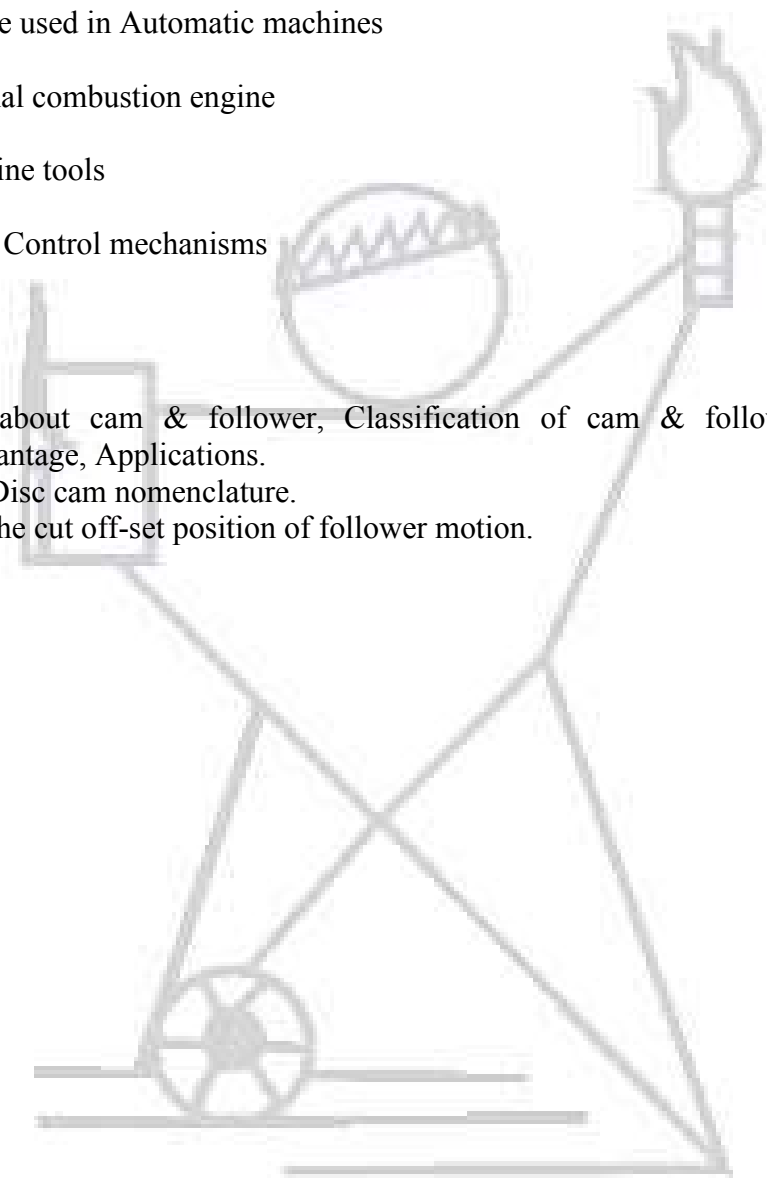 e used in Automatic machines
al combustion engine
ine tools
Control mechanisms
about cam & follower, Classification of cam & follo
antage, Applications.
Disc cam nomenclature.
he cut off-set position of follower motion.